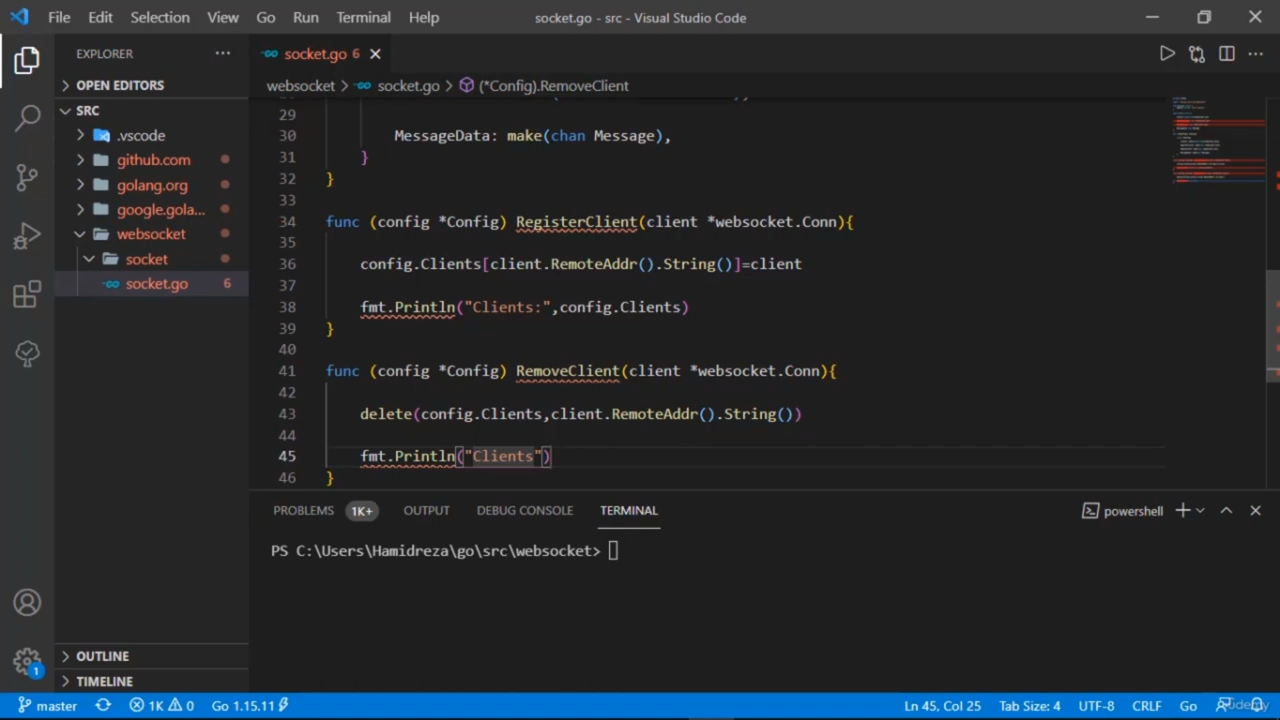 File Edit Selection View Go Run Terminal Help socket.go - src - Visual Studio Code
EXPLORER
socket.go 6
OPEN EDITORS
websocket > socket.go > (*Config).RemoveClient
SRC
.vscode
github.com
golang.org
google.gola...
websocket
socket
socket.go 6
OUTLINE
TIMELINE
29
30 MessageData: make(chan Message),
31 }
32 }
33
34 func (config *Config) RegisterClient(client *websocket.Conn){
35
36 config.Clients[client.RemoteAddr().String()]=client
37
38 fmt.Println("Clients:",config.Clients)
39 }
40
41 func (config *Config) RemoveClient(client *websocket.Conn){
42
43 delete(config.Clients,client.RemoteAddr().String())
44
45 fmt.Println("Clients")
46 }
PROBLEMS 1K+ OUTPUT DEBUG CONSOLE TERMINAL powershell
PS C:\Users\Hamidreza\go\src\websocket>
1
master 1K 0 Go 1.15.11 Ln 45, Col 25 Tab Size: 4 UTF-8 CRLF Go